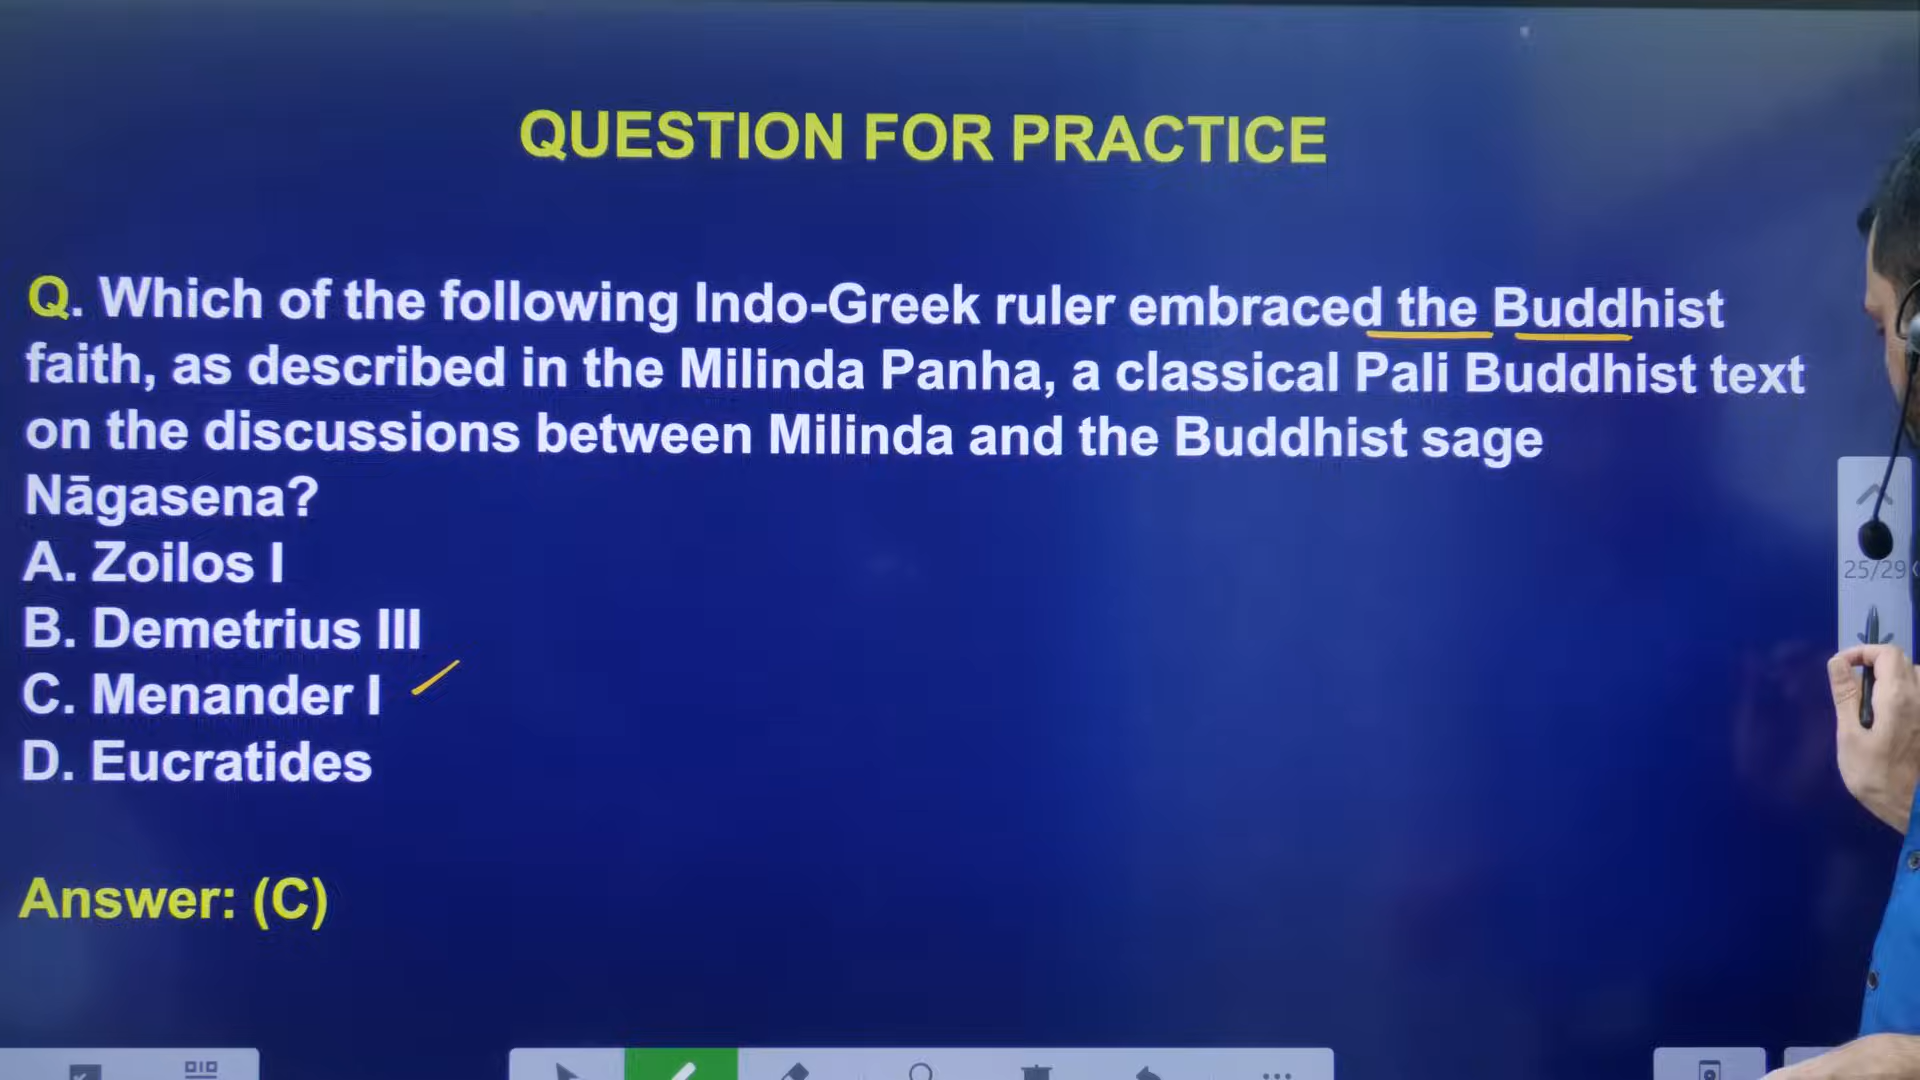 QUESTION FOR PRACTICE
Q. Which of the following Indo-Greek ruler embraced the Buddhist
faith, as described in the Milinda Panha, a classical Pali Buddhist text
on the discussions between Milinda and the Buddhist sage
Nāgasena?
A. Zoilos I
B. Demetrius III
C. Menander I
D. Eucratides
25/29
Answer: (C)